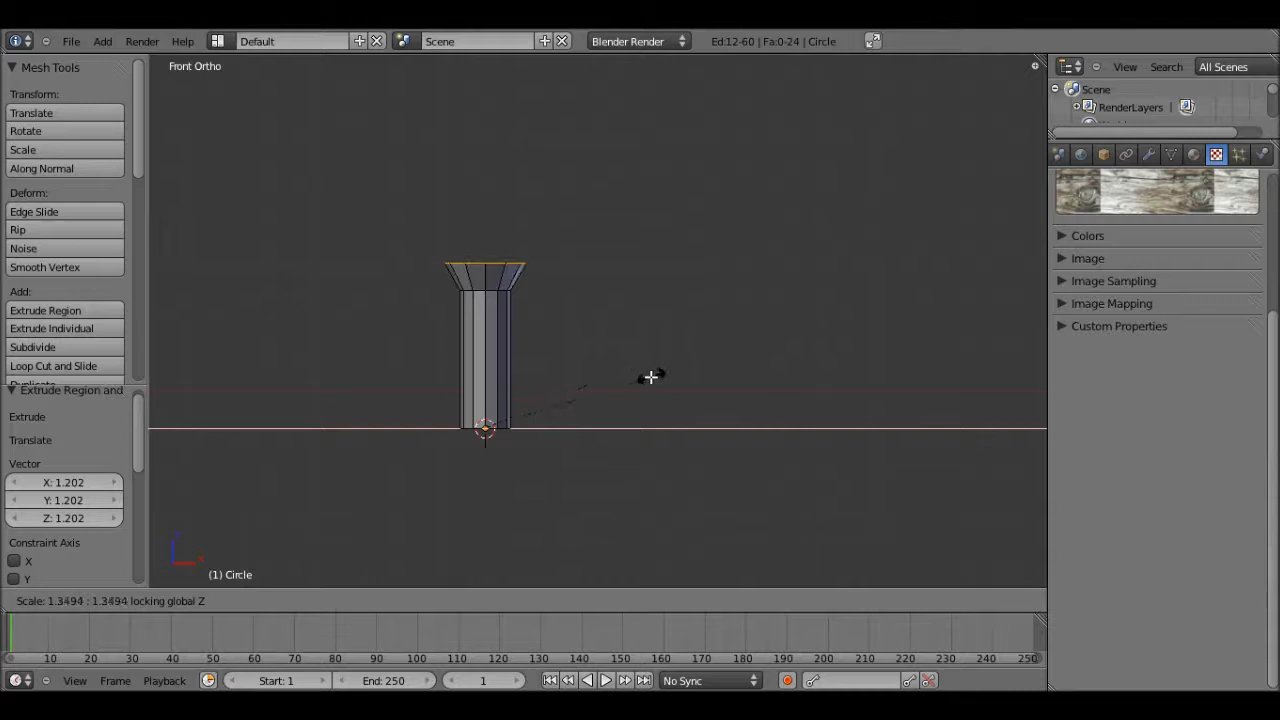 File Add Render Help Default Scene Blender Render Ed:12-60 | Fa:0-24 | Circle
View Search All Scenes
Scene
RenderLayers |
Mesh Tools
Transform:
Translate
Rotate
Scale
Along Normal
Deform:
Edge Slide
Rip
Noise
Smooth Vertex
Add:
Extrude Region
Extrude Individual
Subdivide
Loop Cut and Slide
Extrude Region and
Extrude
Translate
Vector
X: 1.202
Y: 1.202
Z: 1.202
Constraint Axis
X
Y
Front Ortho
(1) Circle
Colors
Image
Image Sampling
Image Mapping
Custom Properties
Scale: 1.3494 : 1.3494 locking global Z
10 20 30 40 50 60 70 80 90 100 110 120 130 140 150 160 170 180 190 200 210 220 230 240 250
View Frame Playback Start: 1 End: 250 1 No Sync